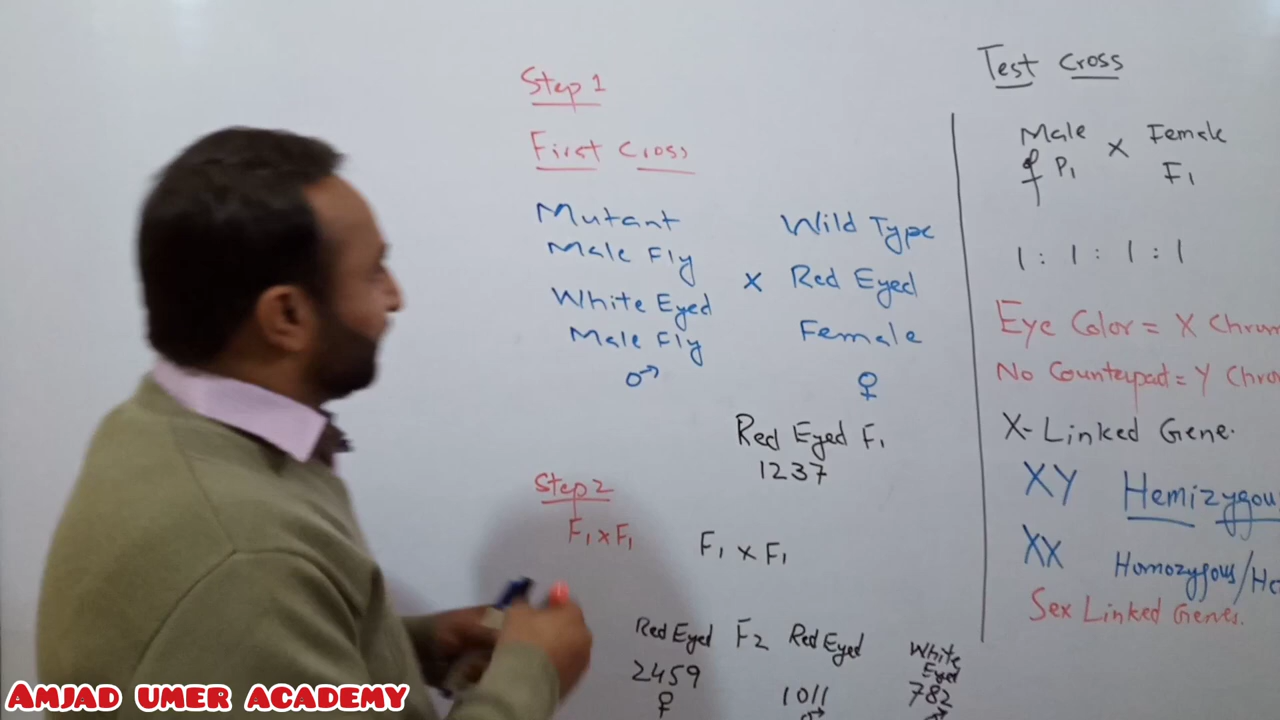 Step 1
First Cross
Mutant
Male Fly
White Eyed
Male Fly
♂
x
Wild Type
Red Eyed
Female
♀
Red Eyed F1
1237
Step 2
F1 x F1
F1 x F1
F2
Red Eyed
2459
♀
Red Eyed
1011
♂
White
Eyed
782
♂
Test Cross
Male x Female
P1 F1
1 : 1 : 1 : 1
Eye Color = X Chrom
No Counterpad = Y Chro
X-Linked Gene.
XY Hemizygou
XX Homozygous/He
Sex Linked Genes.
AMJAD UMER ACADEMY